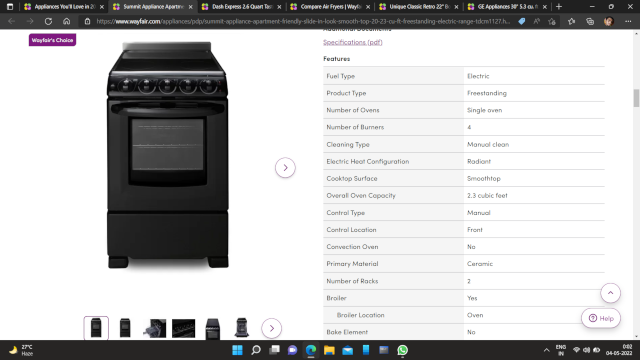 Appliances You'll Love in 20
Summit Appliance Apartme
Dash Express 2.6 Quart Tea
Compare Air Fryers | Wayfa
Unique Classic Retro 22" B
GE Appliances 30" 5.3 cu. f
https://www.wayfair.com/appliances/pdp/summit-appliance-apartment-friendly-slide-in-look-smooth-top-20-23-cu-ft-freestanding-electric-range-tdcm1127.h
Wayfair's Choice
Additional Documents
Specifications (pdf)
Features
Fuel Type Electric
Product Type Freestanding
Number of Ovens Single oven
Number of Burners 4
Cleaning Type Manual clean
Electric Heat Configuration Radiant
Cooktop Surface Smoothtop
Overall Oven Capacity 2.3 cubic feet
Control Type Manual
Control Location Front
Convection Oven No
Primary Material Ceramic
Number of Racks 2
Broiler Yes
Broiler Location Oven
Bake Element No
Help
27°C
Haze
ENG
IN
0:02
04-05-202